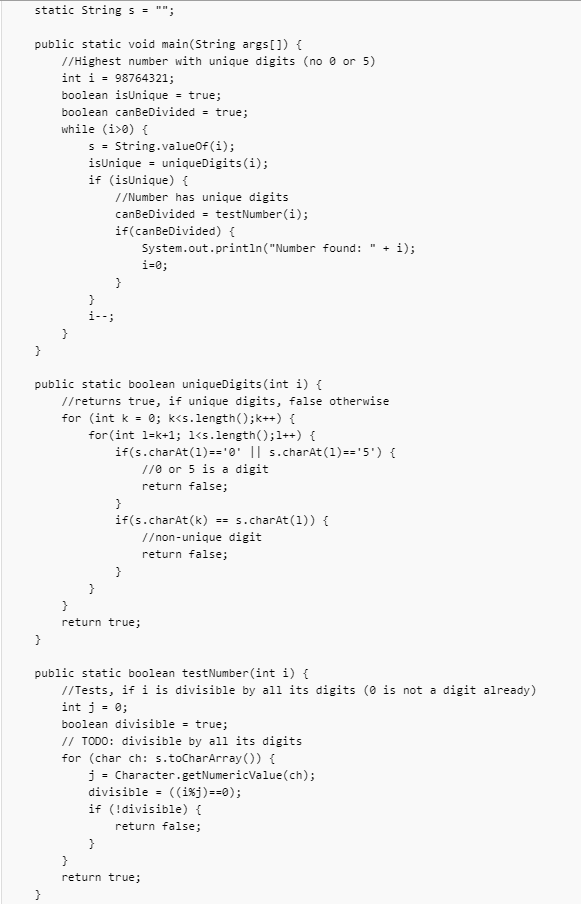 static String s = "";
public static void main(String args[]) {
//Highest number with unique digits (no 0 or 5)
int i = 98764321;
boolean isUnique = true;
boolean canBeDivided = true;
while (i>0) {
s = String.valueOf(i);
isUnique = uniqueDigits(i);
if (isUnique) {
//Number has unique digits
canBeDivided = testNumber(i);
if(canBeDivided) {
System.out.println("Number found: " + i);
i=0;
}
}
i--;
}
}
public static boolean uniqueDigits(int i) {
//returns true, if unique digits, false otherwise
for (int k = 0; k<s.length();k++) {
for(int l=k+1; l<s.length();l++) {
if(s.charAt(l)=='0' || s.charAt(l)=='5') {
//0 or 5 is a digit
return false;
}
if(s.charAt(k) == s.charAt(l)) {
//non-unique digit
return false;
}
}
}
return true;
}
public static boolean testNumber(int i) {
//Tests, if i is divisible by all its digits (0 is not a digit already)
int j = 0;
boolean divisible = true;
// TODO: divisible by all its digits
for (char ch: s.toCharArray()) {
j = Character.getNumericValue(ch);
divisible = ((i%j)==0);
if (!divisible) {
return false;
}
}
return true;
}